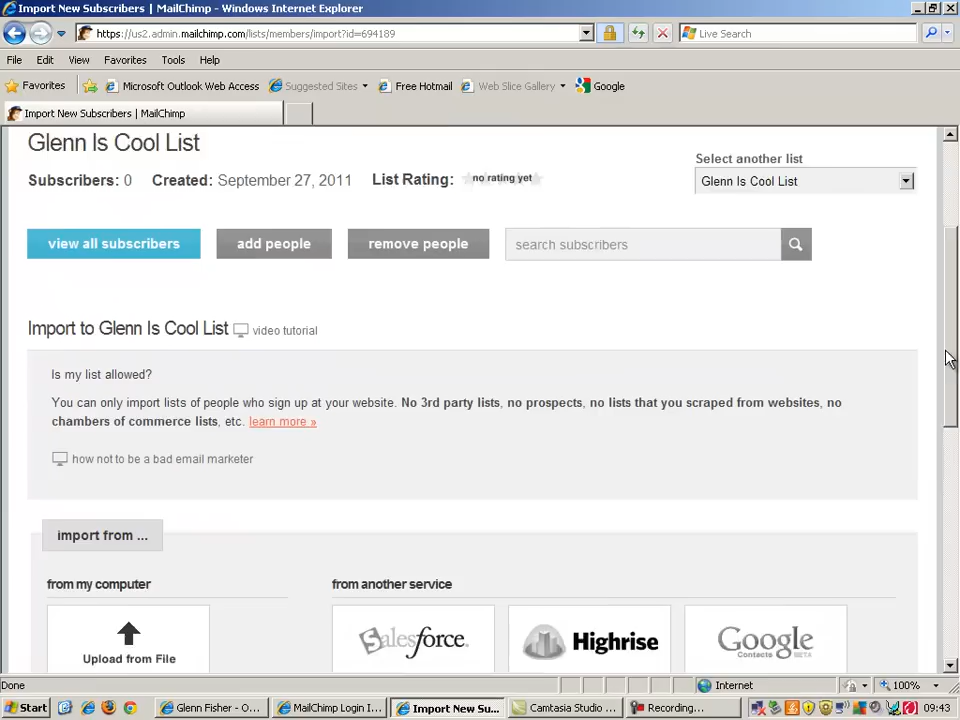 Import New Subscribers | MailChimp - Windows Internet Explorer
https://us2.admin.mailchimp.com/lists/members/import?id=694189
Live Search
File Edit View Favorites Tools Help
Favorites Microsoft Outlook Web Access Suggested Sites Free Hotmail Web Slice Gallery Google
Import New Subscribers | MailChimp
Glenn Is Cool List
Select another list
Subscribers: 0 Created: September 27, 2011 List Rating: no rating yet
Glenn Is Cool List
view all subscribers add people remove people search subscribers
Import to Glenn Is Cool List video tutorial
Is my list allowed?
You can only import lists of people who sign up at your website. No 3rd party lists, no prospects, no lists that you scraped from websites, no
chambers of commerce lists, etc. learn more »
how not to be a bad email marketer
import from ...
from my computer from another service
Upload from File
salesforce. Highrise Google
Contacts BETA
Done Internet 100%
Start Glenn Fisher - O... MailChimp Login I... Import New Su... Camtasia Studio ... Recording... 09:43